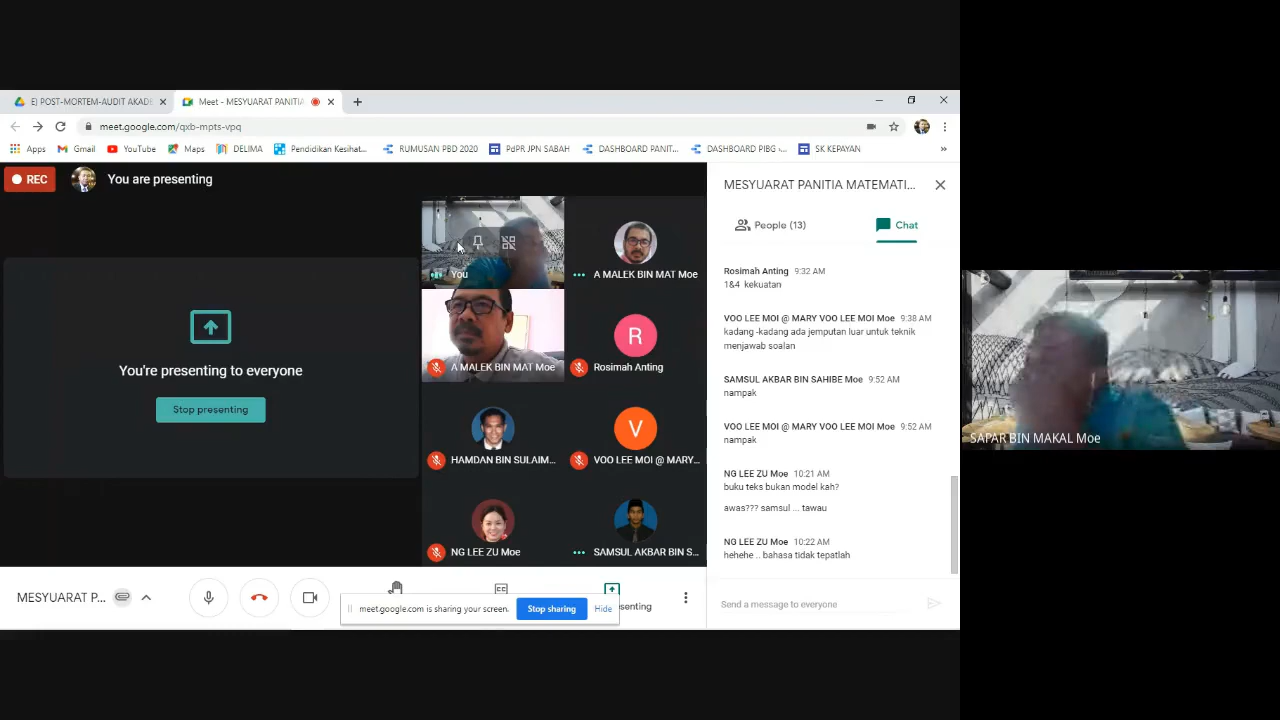 E) POST-MORTEM-AUDIT AKADE
Meet - MESYUARAT PANITIA
meet.google.com/qxb-mpts-vpq
Apps
Gmail
YouTube
Maps
DELIMA
Pendidikan Kesihat...
RUMUSAN PBD 2020
PdPR JPN SABAH
DASHBOARD PANIT...
DASHBOARD PIBG -...
SK KEPAYAN
»
REC
You are presenting
You're presenting to everyone
Stop presenting
You
A MALEK BIN MAT Moe
A MALEK BIN MAT Moe
R
Rosimah Anting
HAMDAN BIN SULAIM...
V
VOO LEE MOI @ MARY...
NG LEE ZU Moe
SAMSUL AKBAR BIN S...
MESYUARAT PANITIA MATEMATI...
People (13)
Chat
Rosimah Anting 9:32 AM
1&4 kekuatan
VOO LEE MOI @ MARY VOO LEE MOI Moe 9:38 AM
kadang -kadang ada jemputan luar untuk teknik
menjawab soalan
SAMSUL AKBAR BIN SAHIBE Moe 9:52 AM
nampak
VOO LEE MOI @ MARY VOO LEE MOI Moe 9:52 AM
nampak
NG LEE ZU Moe 10:21 AM
buku teks bukan model kah?
awas??? samsul ... tawau
NG LEE ZU Moe 10:22 AM
hehehe .. bahasa tidak tepatlah
Send a message to everyone
MESYUARAT P...
meet.google.com is sharing your screen.
Stop sharing
Hide
senting
SAPAR BIN MAKAL Moe